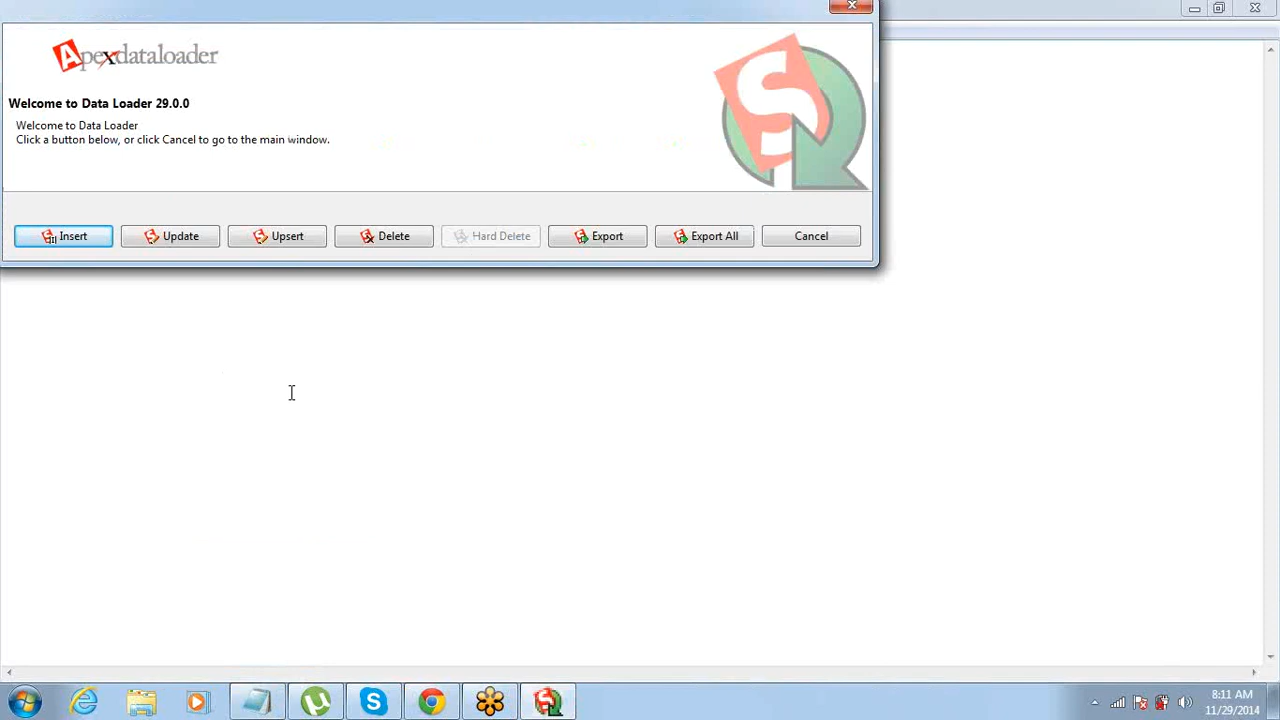 Apexdataloader
Welcome to Data Loader 29.0.0
Welcome to Data Loader
Click a button below, or click Cancel to go to the main window.
Insert Update Upsert Delete Hard Delete Export Export All Cancel
8:11 AM
11/29/2014